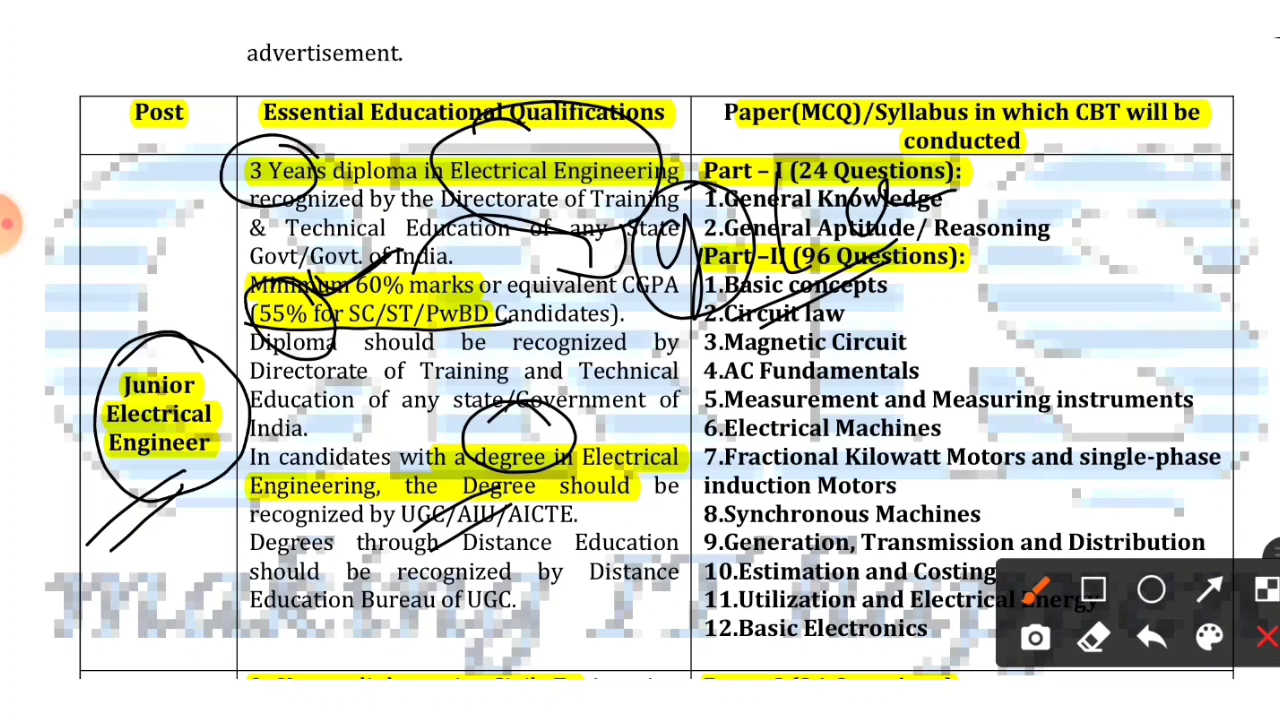 advertisement.
Post
Essential Educational Qualifications
Paper(MCQ)/Syllabus in which CBT will be
conducted
Junior
Electrical
Engineer
3 Years diploma in Electrical Engineering
recognized by the Directorate of Training
& Technical Education of any State
Govt/Govt. of India.
Minimum 60% marks or equivalent CGPA
(55% for SC/ST/PwBD Candidates).
Diploma should be recognized by
Directorate of Training and Technical
Education of any state/Government of
India.
In candidates with a degree in Electrical
Engineering, the Degree should be
recognized by UGC/AIU/AICTE.
Degrees through Distance Education
should be recognized by Distance
Education Bureau of UGC.
Part – I (24 Questions):
1.General Knowledge
2.General Aptitude/ Reasoning
Part –II (96 Questions):
1.Basic concepts
2.Circuit law
3.Magnetic Circuit
4.AC Fundamentals
5.Measurement and Measuring instruments
6.Electrical Machines
7.Fractional Kilowatt Motors and single-phase
induction Motors
8.Synchronous Machines
9.Generation, Transmission and Distribution
10.Estimation and Costing
11.Utilization and Electrical Energy
12.Basic Electronics